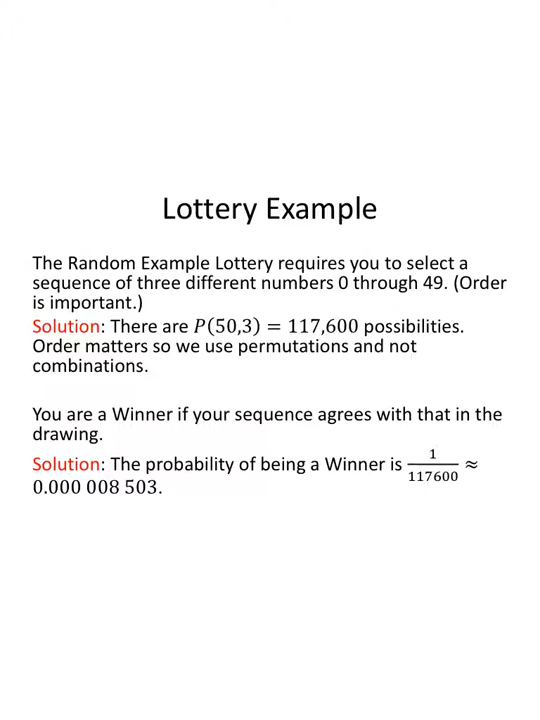 Lottery Example
The Random Example Lottery requires you to select a
sequence of three different numbers 0 through 49. (Order
is important.)
Solution: There are P(50,3) = 117,600 possibilities.
Order matters so we use permutations and not
combinations.
You are a Winner if your sequence agrees with that in the
drawing.
Solution: The probability of being a Winner is 1/117600 ≈
0.000 008 503.